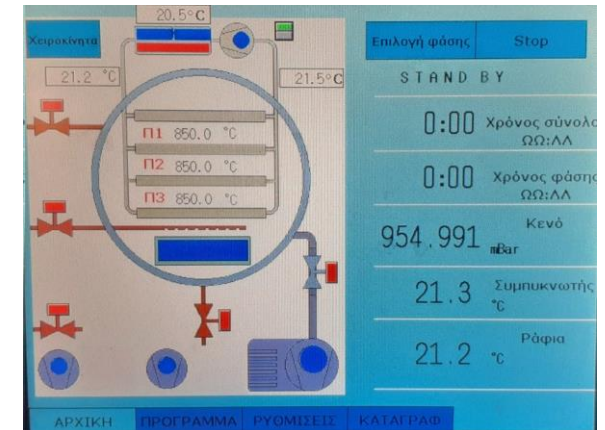 20.5°C
Χειροκίνητα
Επιλογή φάσης
Stop
21.2 °C
21.5°C
STAND BY
0:00 Χρόνος σύνολο
ΩΩ:ΛΛ
Π1 850.0 °C
Π2 850.0 °C
Π3 850.0 °C
0:00 Χρόνος φάσης
ΩΩ:ΛΛ
954.991 mBar Κενό
21.3 °C Συμπυκνωτής
21.2 °C Ράφια
ΑΡΧΙΚΗ ΠΡΟΓΡΑΜΜΑ ΡΥΘΜΙΣΕΙΣ ΚΑΤΑΓΡΑΦ